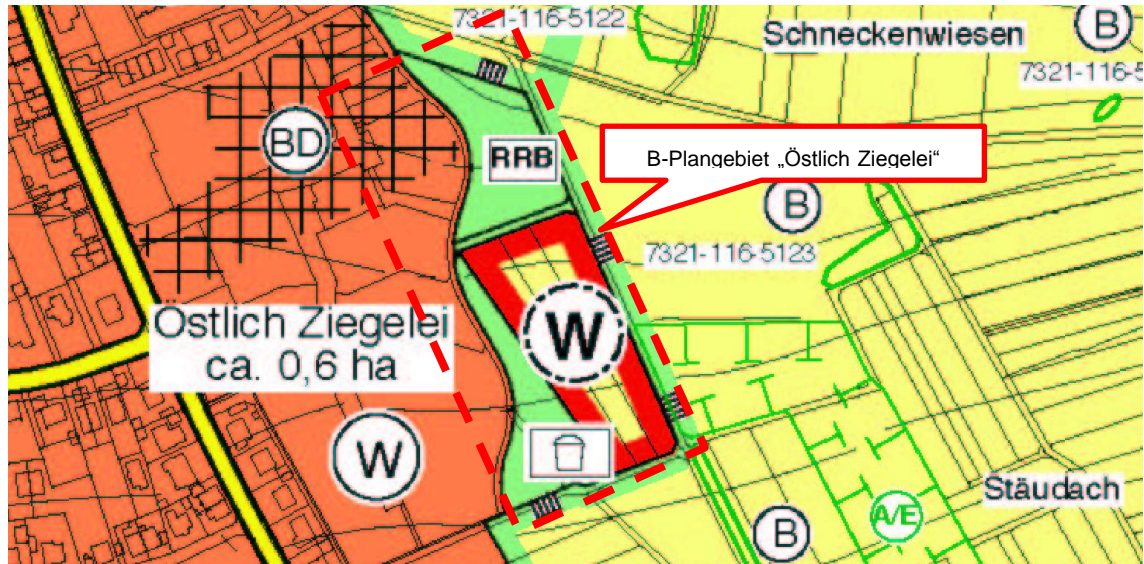 7321-116-5122
Schneckenwiesen
B
7321-116-5
BD
RRB
B-Plangebiet „Östlich Ziegelei“
B
7321-116-5123
Östlich Ziegelei
ca. 0,6 ha
W
W
Stäudach
A/E
B